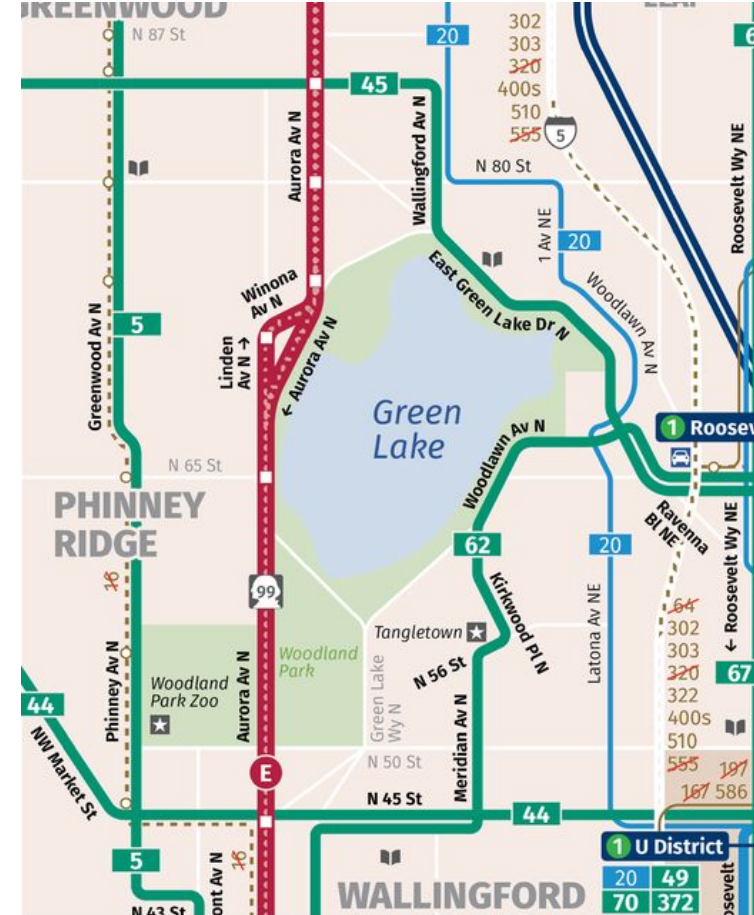 GREENWOOD
N 87 St
20
302
303
320
400s
510
555
5
45
6
Aurora Av N
Wallingford Av N
N 80 St
Roosevelt Wy NE
1 Av NE
20
East Green Lake Dr N
Woodlawn Av N
Winona
Av N
Linden
Av N →
← Aurora Av N
Greenwood Av N
5
Green
Lake
Woodlawn Av N
1 Roosev
N 65 St
PHINNEY
RIDGE
Ravenna
Bl NE
62
20
16
99
Kirkwood Pl N
Tangletown
N 56 St
Latona Av NE
← Roosevelt Wy NE
64
302
303
320
322
400s
510
555
197
167
586
67
Woodland
Park
Woodland
Park Zoo
Phinney Av N
Aurora Av N
Green Lake
Wy N
Meridian Av N
44
NW Market St
E
N 50 St
N 45 St
44
1 U District
20
49
70
372
5
16
ont Av N
N 43 St
WALLINGFORD
osevelt